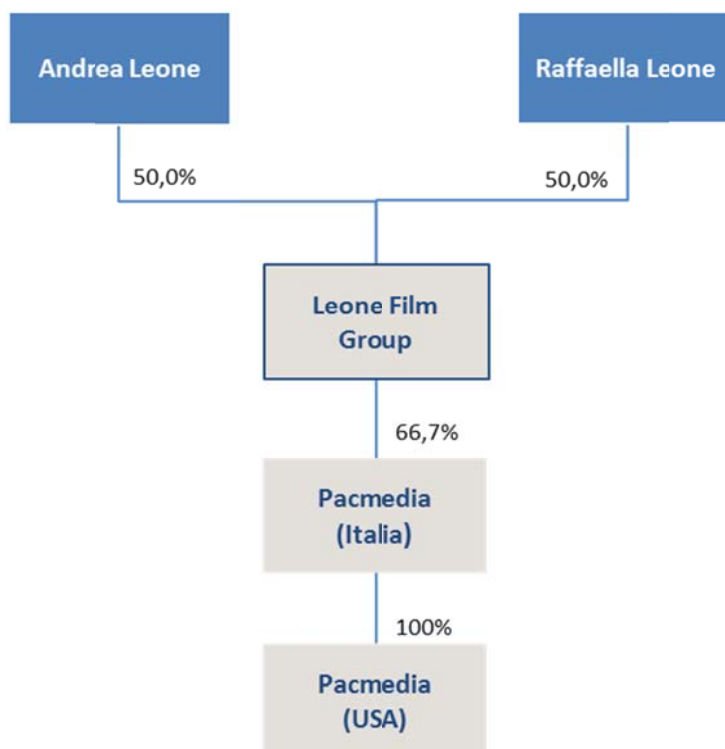 Andrea Leone
Raffaella Leone
50,0%
50,0%
Leone Film
Group
66,7%
Pacmedia
(Italia)
100%
Pacmedia
(USA)